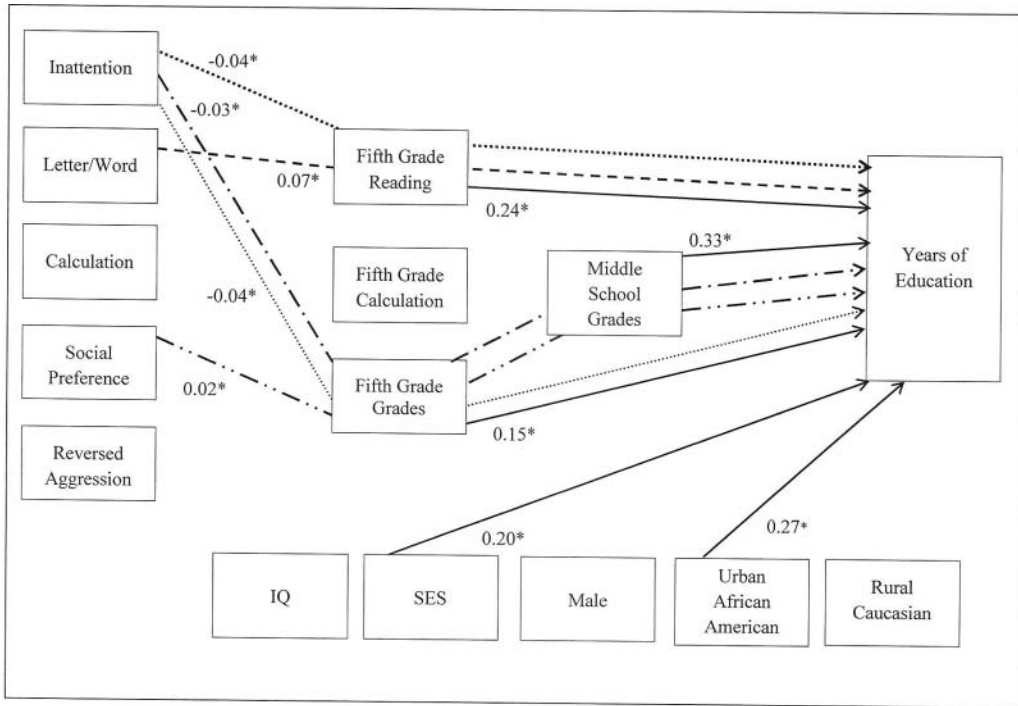 Inattention
-0.04*
-0.03*
Letter/Word
0.07*
Fifth Grade
Reading
0.24*
Calculation
-0.04*
Fifth Grade
Calculation
Middle
School
Grades
0.33*
Years of
Education
Social
Preference
0.02*
Fifth Grade
Grades
0.15*
Reversed
Aggression
0.20*
0.27*
IQ
SES
Male
Urban
African
American
Rural
Caucasian